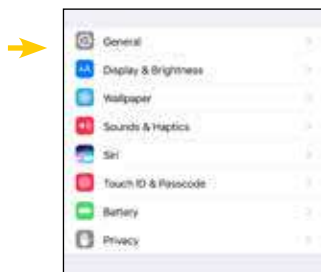 General
Display & Brightness
Wallpaper
Sounds & Haptics
Siri
Touch ID & Passcode
Battery
Privacy